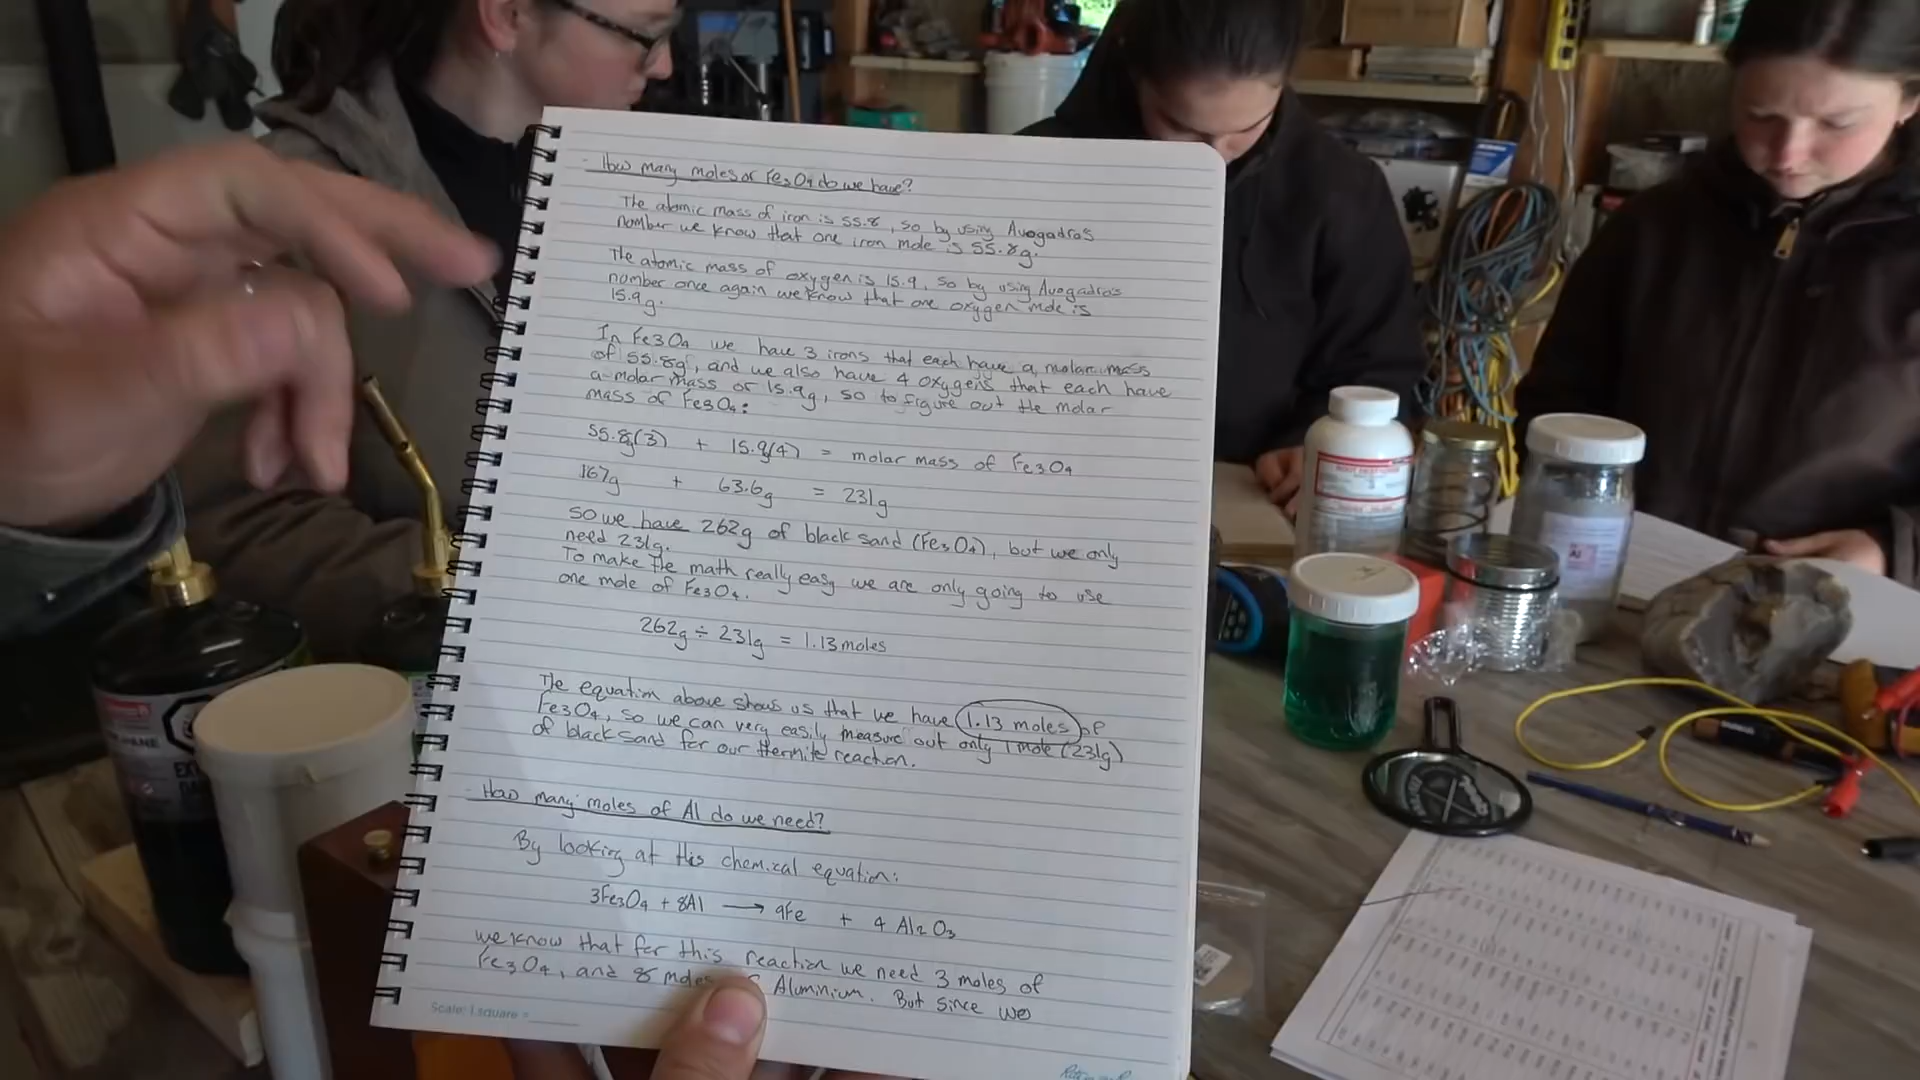 How many moles of Fe3O4 do we have?
The atomic mass of iron is 55.8, so by using Avogadro's
number we know that one iron mole is 55.8g.
The atomic mass of oxygen is 15.9, so by using Avogadro's
number once again we know that one oxygen mole is
15.9g.
In Fe3O4 we have 3 irons that each have a molar mass
of 55.8g, and we also have 4 oxygens that each have
a molar mass of 15.9g, so to figure out the molar
mass of Fe3O4:
55.8g(3) + 15.9g(4) = molar mass of Fe3O4
167g + 63.6g = 231g
So we have 262g of black sand (Fe3O4), but we only
need 231g.
To make the math really easy we are only going to use
one mole of Fe3O4.
262g ÷ 231g = 1.13 moles
The equation above shows us that we have 1.13 moles of
Fe3O4, so we can very easily measure out only 1 mole (231g)
of black sand for our thermite reaction.
How many moles of Al do we need?
By looking at this chemical equation:
3Fe3O4 + 8Al → 9Fe + 4Al2O3
we know that for this reaction we need 3 moles of
Fe3O4, and 8 moles Aluminium. But since we
Scale: 1 square =
Al